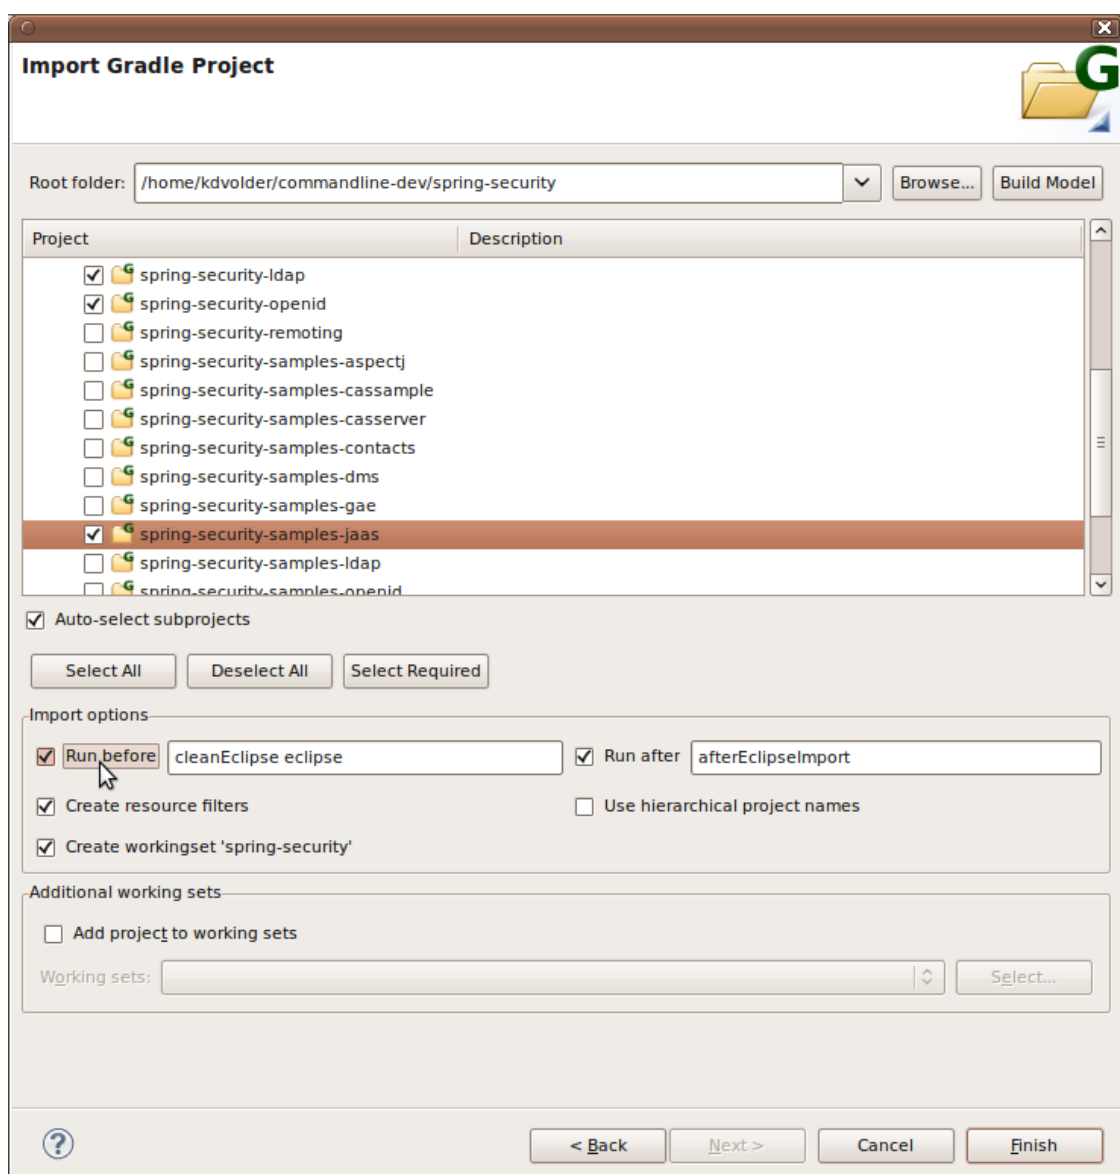 Import Gradle Project
G
Root folder: /home/kdvolder/commandline-dev/spring-security Browse... Build Model
Project Description
spring-security-ldap
spring-security-openid
spring-security-remoting
spring-security-samples-aspectj
spring-security-samples-cassample
spring-security-samples-casserver
spring-security-samples-contacts
spring-security-samples-dms
spring-security-samples-gae
spring-security-samples-jaas
spring-security-samples-ldap
spring-security-samples-openid
Auto-select subprojects
Select All Deselect All Select Required
Import options
Run before cleanEclipse eclipse Run after afterEclipseImport
Create resource filters Use hierarchical project names
Create workingset 'spring-security'
Additional working sets
Add project to working sets
Working sets: Select...
? < Back Next > Cancel Finish